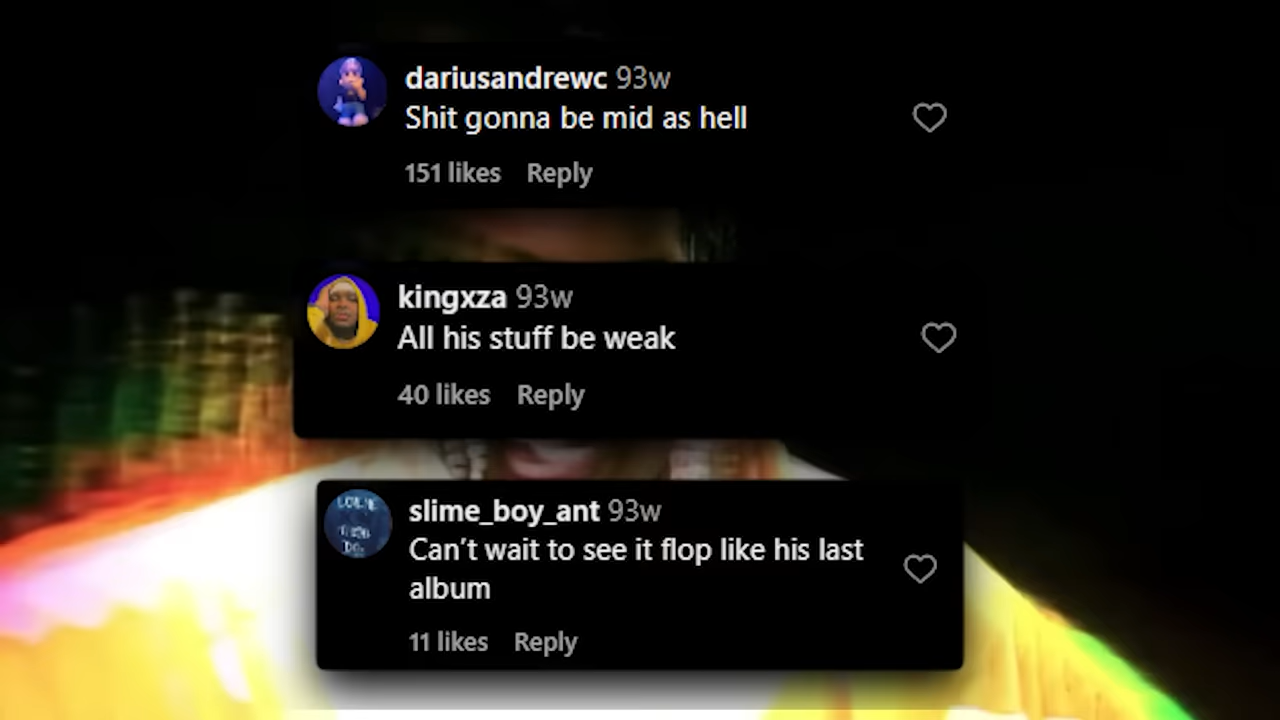 dariusandrewc 93w
Shit gonna be mid as hell
151 likes Reply
kingxza 93w
All his stuff be weak
40 likes Reply
slime_boy_ant 93w
Can’t wait to see it flop like his last
album
11 likes Reply